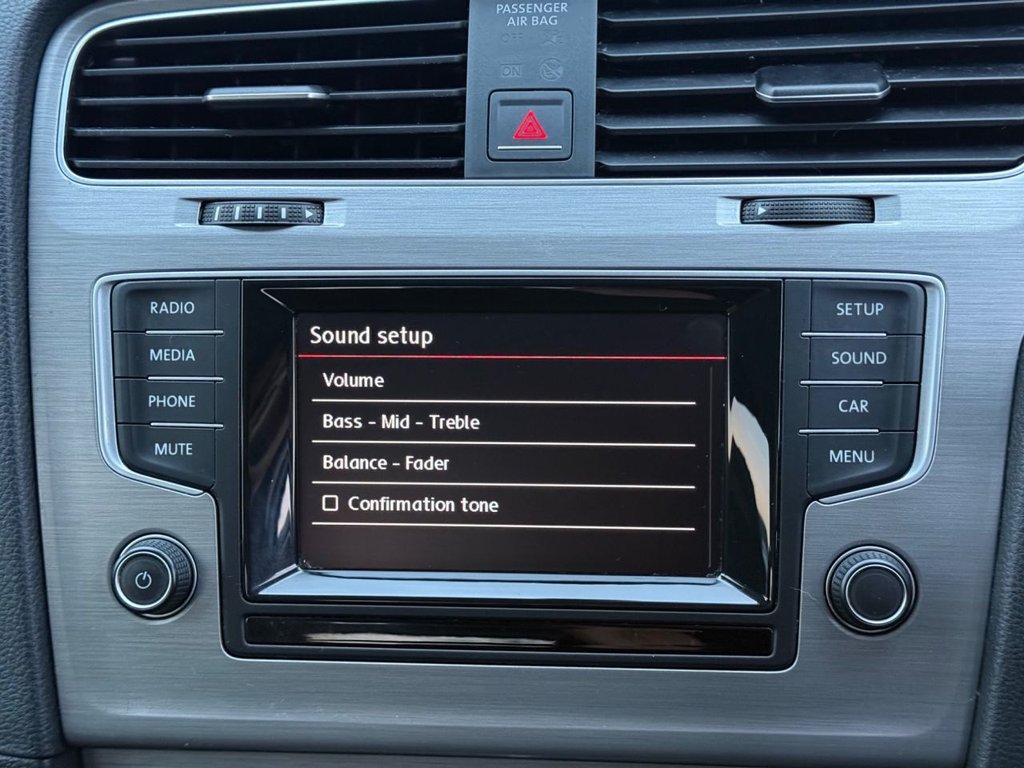 PASSENGER
AIR BAG
OFF
ON
RADIO
MEDIA
PHONE
MUTE
Sound setup
Volume
Bass - Mid - Treble
Balance - Fader
Confirmation tone
SETUP
SOUND
CAR
MENU